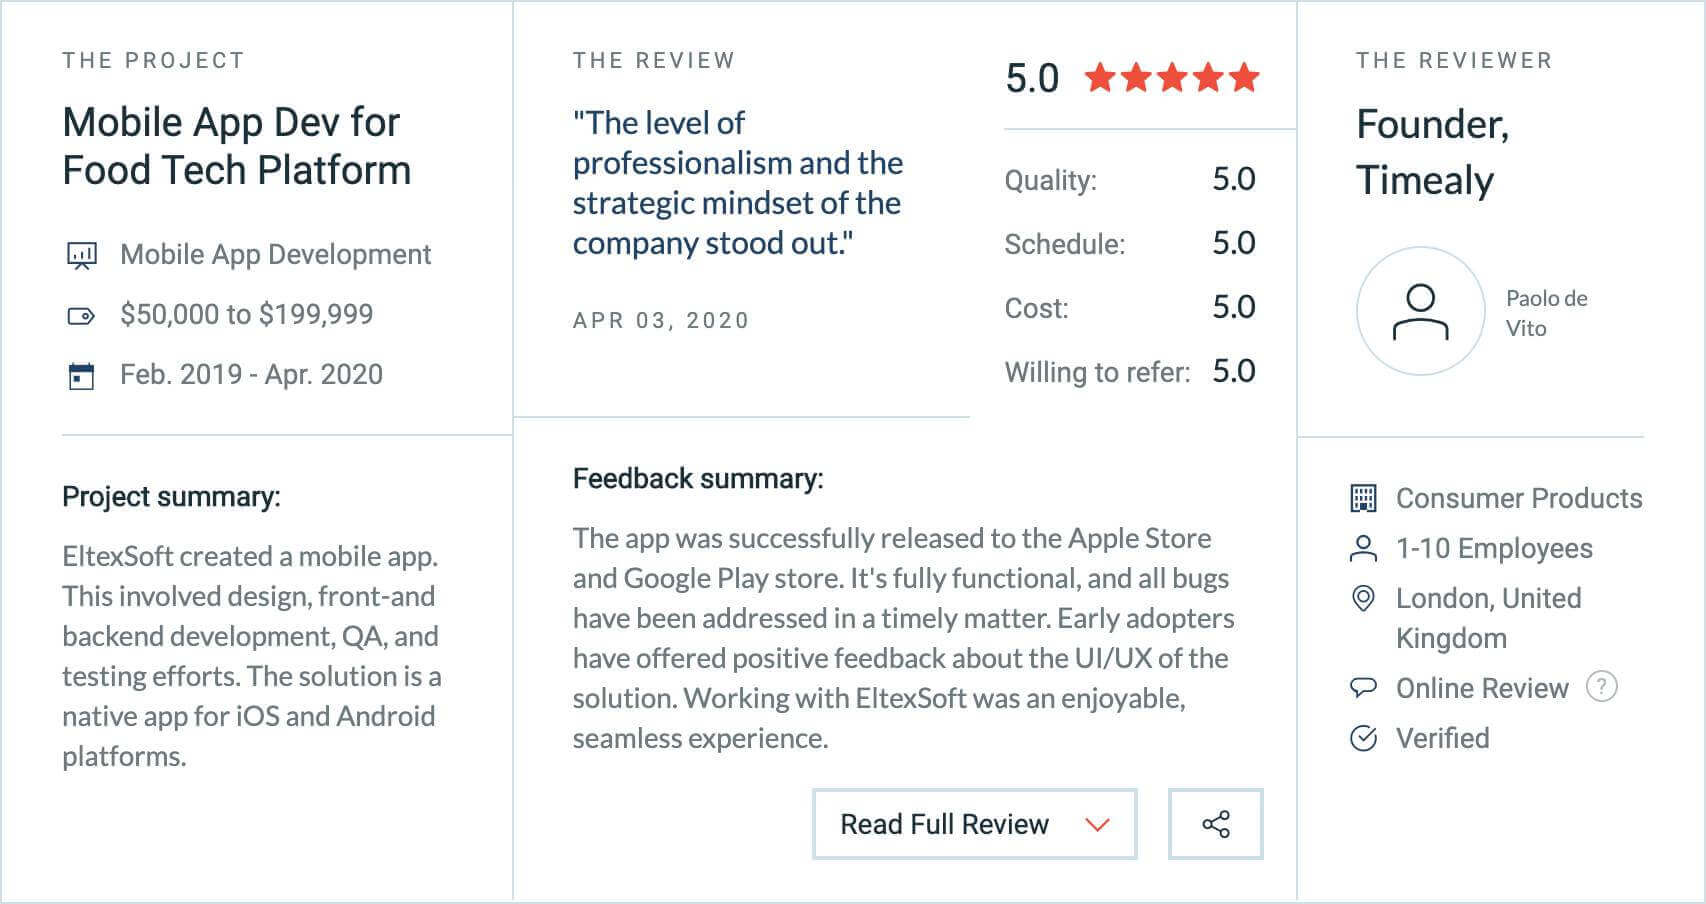 THE PROJECT
Mobile App Dev for
Food Tech Platform
Mobile App Development
$50,000 to $199,999
Feb. 2019 - Apr. 2020
Project summary:
EltexSoft created a mobile app.
This involved design, front-and
backend development, QA, and
testing efforts. The solution is a
native app for iOS and Android
platforms.
THE REVIEW
"The level of
professionalism and the
strategic mindset of the
company stood out."
APR 03, 2020
5.0
Quality: 5.0
Schedule: 5.0
Cost: 5.0
Willing to refer: 5.0
Feedback summary:
The app was successfully released to the Apple Store
and Google Play store. It's fully functional, and all bugs
have been addressed in a timely matter. Early adopters
have offered positive feedback about the UI/UX of the
solution. Working with EltexSoft was an enjoyable,
seamless experience.
Read Full Review
THE REVIEWER
Founder,
Timealy
Paolo de
Vito
Consumer Products
1-10 Employees
London, United
Kingdom
Online Review ?
Verified